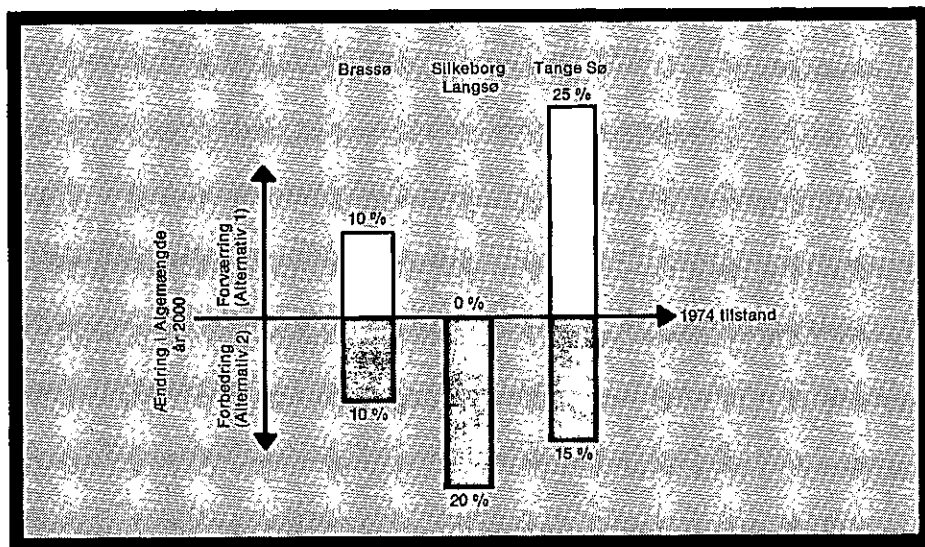 Brassø
Silkeborg
Langsø
Tange Sø
25 %
10 %
0 %
1974 tilstand
10 %
20 %
15 %
Ændring i Algemængde
år 2000
Forværring
(Alternativ 1)
Forbedring
(Alternativ 2)